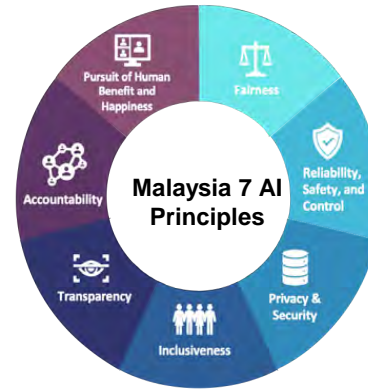 Malaysia 7 AI
Principles
Fairness
Reliability,
Safety, and
Control
Privacy &
Security
Inclusiveness
Transparency
Accountability
Pursuit of Human
Benefit and
Happiness